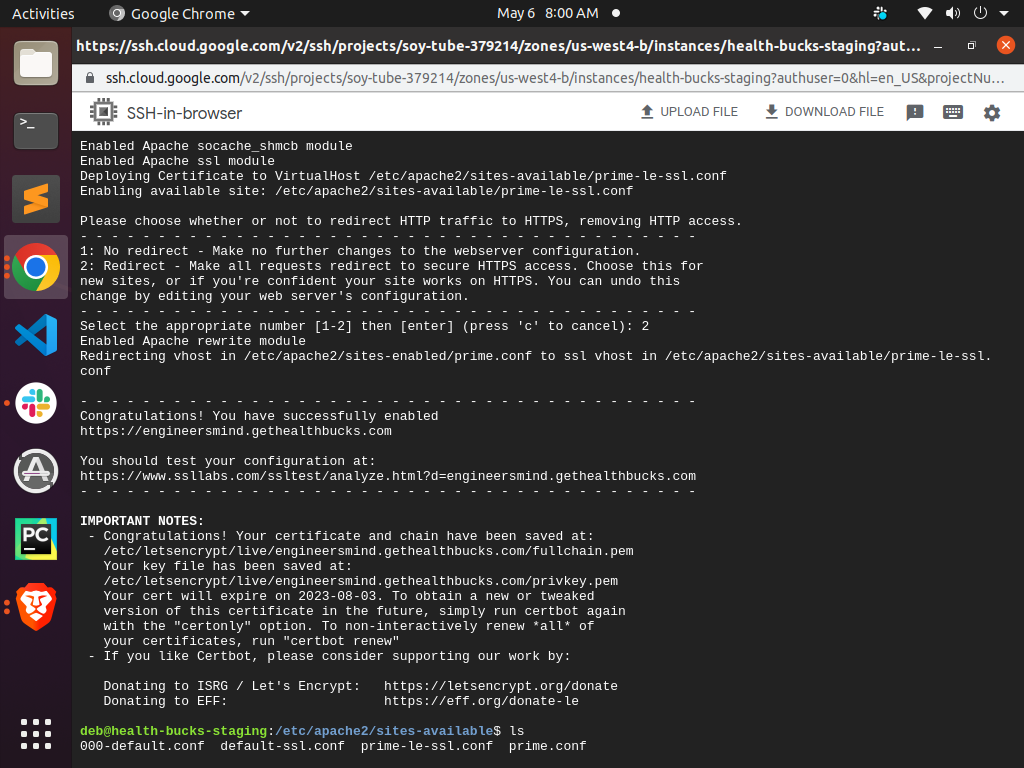 Activities
Google Chrome
May 6 8:00 AM
https://ssh.cloud.google.com/v2/ssh/projects/soy-tube-379214/zones/us-west4-b/instances/health-bucks-staging?aut…
ssh.cloud.google.com/v2/ssh/projects/soy-tube-379214/zones/us-west4-b/instances/health-bucks-staging?authuser=0&hl=en_US&projectNu…
SSH-in-browser
UPLOAD FILE
DOWNLOAD FILE
>_
PC
Enabled Apache socache_shmcb module
Enabled Apache ssl module
Deploying Certificate to VirtualHost /etc/apache2/sites-available/prime-le-ssl.conf
Enabling available site: /etc/apache2/sites-available/prime-le-ssl.conf
Please choose whether or not to redirect HTTP traffic to HTTPS, removing HTTP access.
- - - - - - - - - - - - - - - - - - - - - - - - - - - - - - - - - - - - - - - -
1: No redirect - Make no further changes to the webserver configuration.
2: Redirect - Make all requests redirect to secure HTTPS access. Choose this for
new sites, or if you're confident your site works on HTTPS. You can undo this
change by editing your web server's configuration.
- - - - - - - - - - - - - - - - - - - - - - - - - - - - - - - - - - - - - - - -
Select the appropriate number [1-2] then [enter] (press 'c' to cancel): 2
Enabled Apache rewrite module
Redirecting vhost in /etc/apache2/sites-enabled/prime.conf to ssl vhost in /etc/apache2/sites-available/prime-le-ssl.
conf
- - - - - - - - - - - - - - - - - - - - - - - - - - - - - - - - - - - - - - - -
Congratulations! You have successfully enabled
https://engineersmind.gethealthbucks.com
You should test your configuration at:
https://www.ssllabs.com/ssltest/analyze.html?d=engineersmind.gethealthbucks.com
- - - - - - - - - - - - - - - - - - - - - - - - - - - - - - - - - - - - - - - -
IMPORTANT NOTES:
- Congratulations! Your certificate and chain have been saved at:
/etc/letsencrypt/live/engineersmind.gethealthbucks.com/fullchain.pem
Your key file has been saved at:
/etc/letsencrypt/live/engineersmind.gethealthbucks.com/privkey.pem
Your cert will expire on 2023-08-03. To obtain a new or tweaked
version of this certificate in the future, simply run certbot again
with the "certonly" option. To non-interactively renew *all* of
your certificates, run "certbot renew"
- If you like Certbot, please consider supporting our work by:
Donating to ISRG / Let's Encrypt: https://letsencrypt.org/donate
Donating to EFF: https://eff.org/donate-le
deb@health-bucks-staging:/etc/apache2/sites-available$ ls
000-default.conf default-ssl.conf prime-le-ssl.conf prime.conf